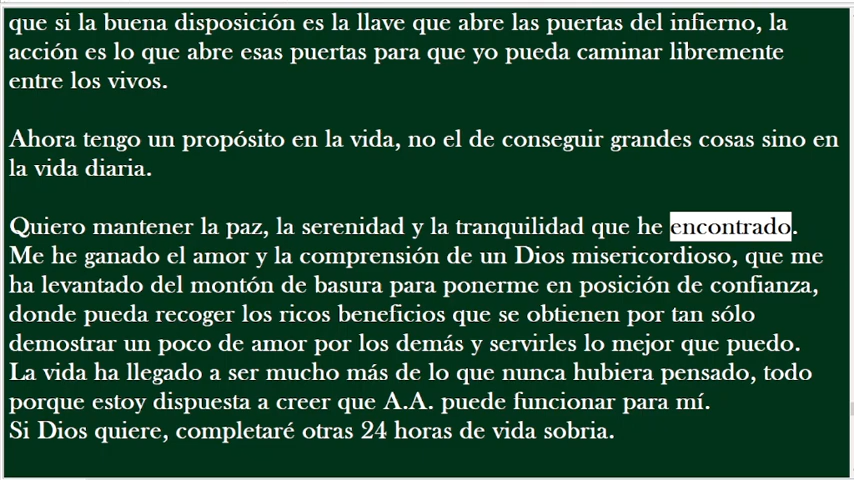 que si la buena disposición es la llave que abre las puertas del infierno, la
acción es lo que abre esas puertas para que yo pueda caminar libremente
entre los vivos.
Ahora tengo un propósito en la vida, no el de conseguir grandes cosas sino en
la vida diaria.
Quiero mantener la paz, la serenidad y la tranquilidad que he encontrado.
Me he ganado el amor y la comprensión de un Dios misericordioso, que me
ha levantado del montón de basura para ponerme en posición de confianza,
donde pueda recoger los ricos beneficios que se obtienen por tan sólo
demostrar un poco de amor por los demás y servirles lo mejor que puedo.
La vida ha llegado a ser mucho más de lo que nunca hubiera pensado, todo
porque estoy dispuesta a creer que A.A. puede funcionar para mí.
Si Dios quiere, completaré otras 24 horas de vida sobria.